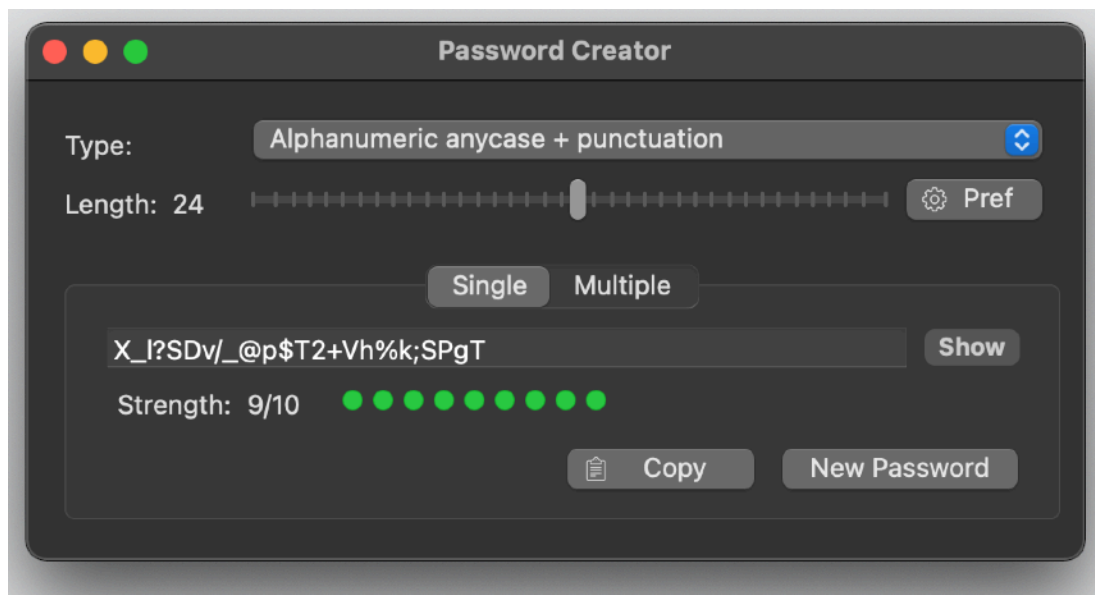 Password Creator
Type: Alphanumeric anycase + punctuation
Length: 24 Pref
Single Multiple
X_l?SDv/_@p$T2+Vh%k;SPgT Show
Strength: 9/10
Copy New Password